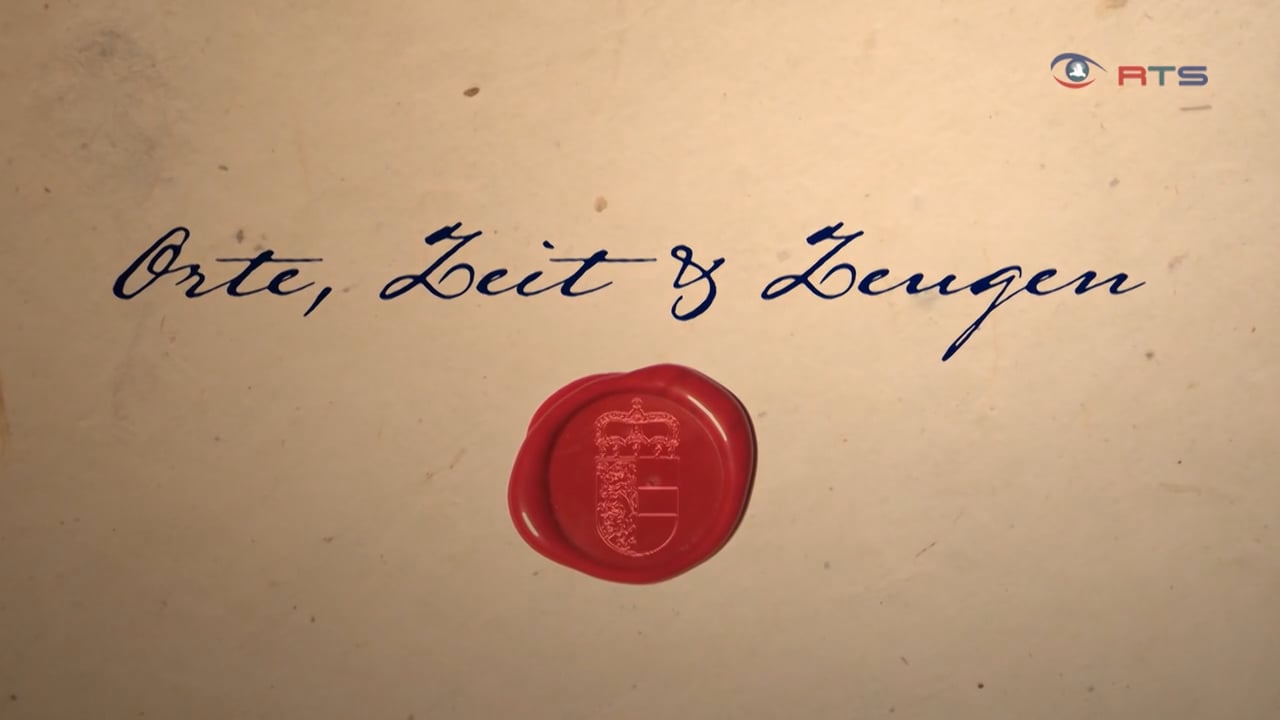 RTS
Orte, Zeit & Zeugen